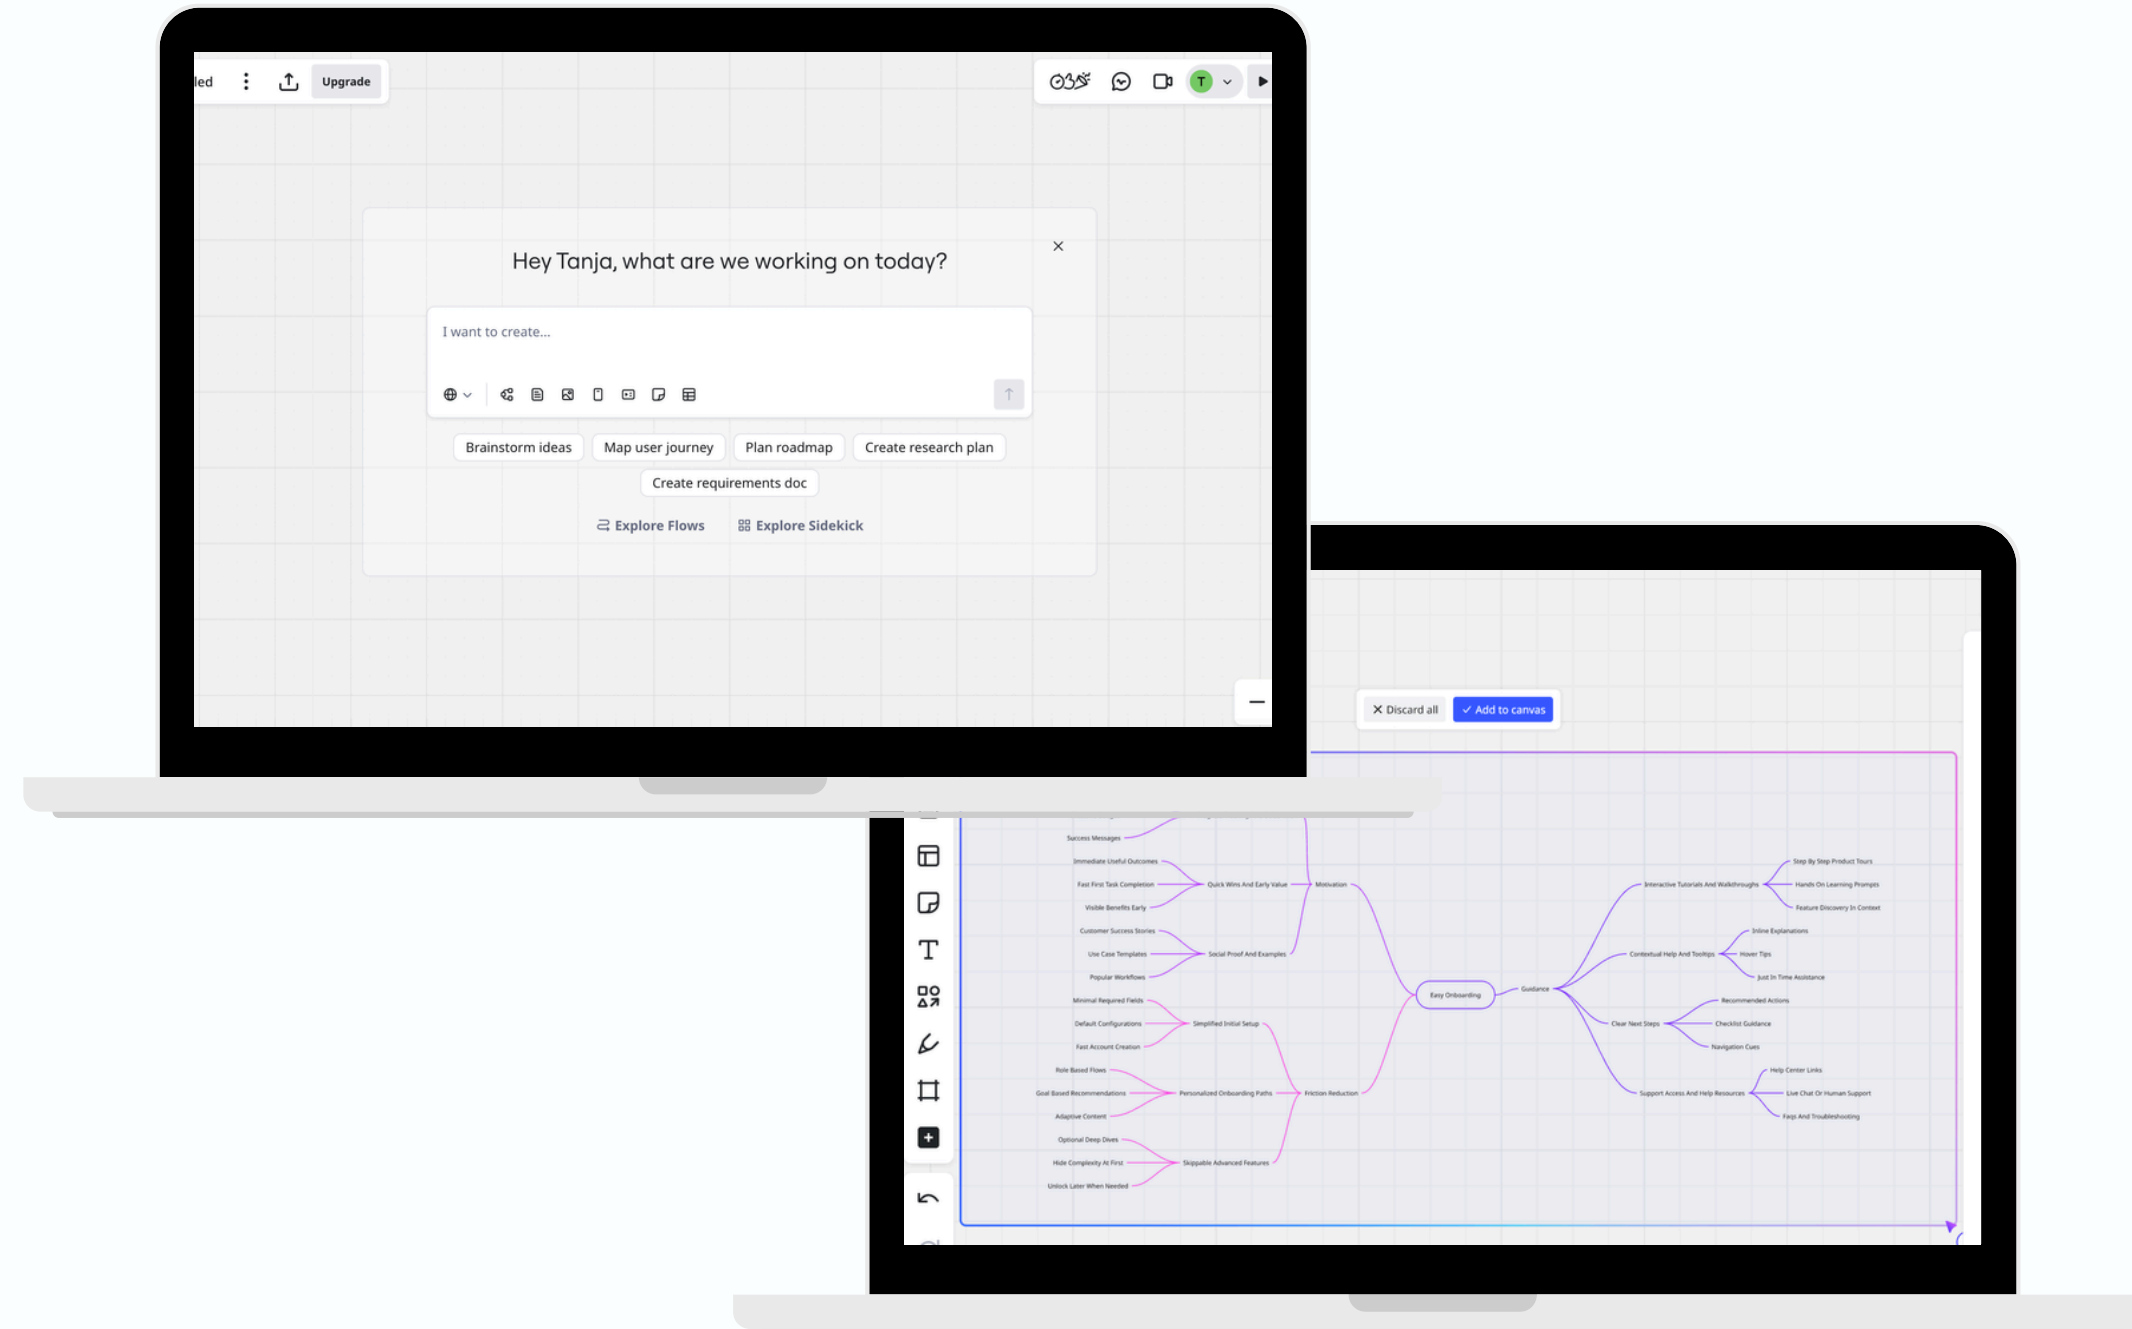 led
Upgrade
T
Hey Tanja, what are we working on today?
I want to create...
Brainstorm ideas
Map user journey
Plan roadmap
Create research plan
Create requirements doc
Explore Flows
Explore Sidekick
Discard all
Add to canvas
Success Messages
Immediate Useful Outcomes
Fast First Task Completion
Visible Benefits Early
Quick Wins And Early Value
Motivation
Customer Success Stories
Use Case Templates
Popular Workflows
Social Proof And Examples
Minimal Required Fields
Default Configurations
Fast Account Creation
Simplified Initial Setup
Role Based Flows
Goal Based Recommendations
Adaptive Content
Personalized Onboarding Paths
Friction Reduction
Optional Deep Dives
Hide Complexity At First
Unlock Later When Needed
Skippable Advanced Features
Easy Onboarding
Guidance
Interactive Tutorials And Walkthroughs
Step By Step Product Tours
Hands On Learning Prompts
Feature Discovery In Context
Contextual Help And Tooltips
Inline Explanations
Hover Tips
Just In Time Assistance
Clear Next Steps
Recommended Actions
Checklist Guidance
Navigation Cues
Support Access And Help Resources
Help Center Links
Live Chat Or Human Support
Faqs And Troubleshooting